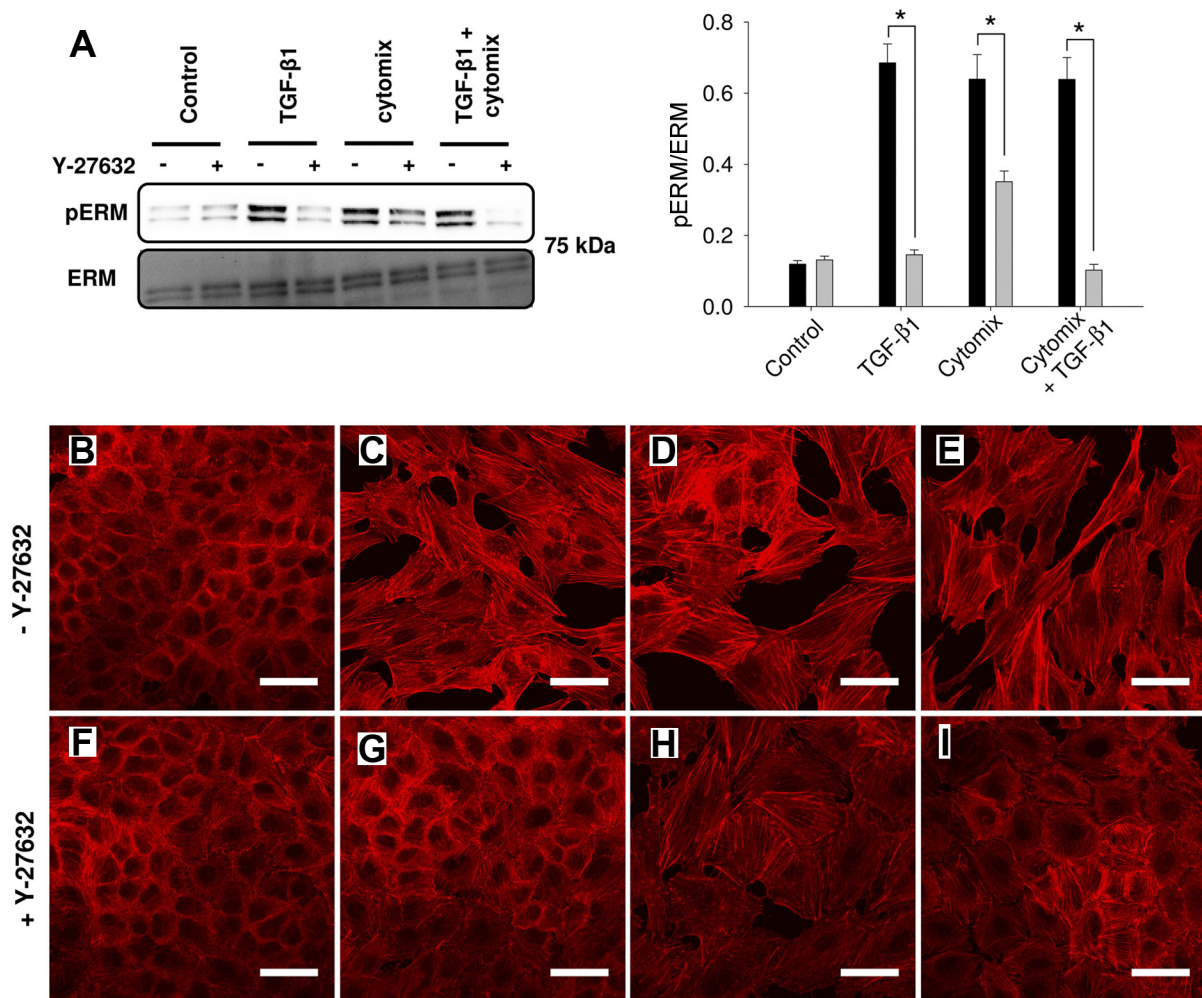 A
Control
TGF-β1
cytomix
TGF-β1 +
cytomix
Y-27632
- + - + - + - +
pERM
75 kDa
ERM
pERM/ERM
0.8
0.6
0.4
0.2
0.0
* * *
Control
TGF-β1
Cytomix
Cytomix
+ TGF-β1
- Y-27632
B C D E
+ Y-27632
F G H I